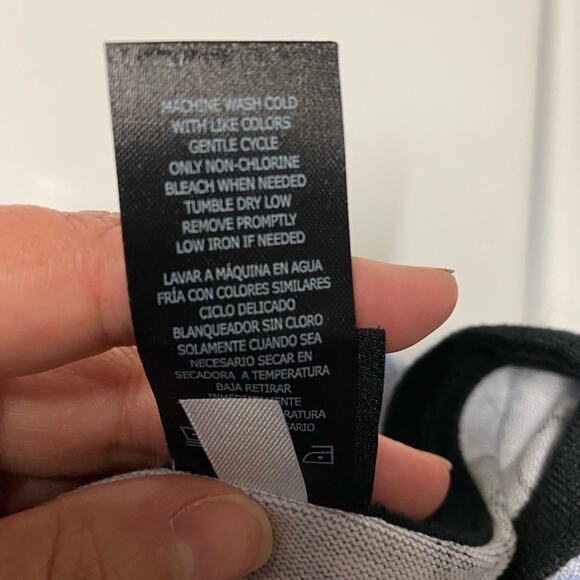 MACHINE WASH COLD
WITH LIKE COLORS
GENTLE CYCLE
ONLY NON-CHLORINE
BLEACH WHEN NEEDED
TUMBLE DRY LOW
REMOVE PROMPTLY
LOW IRON IF NEEDED
LAVAR A MÁQUINA EN AGUA
FRÍA CON COLORES SIMILARES
CICLO DELICADO
BLANQUEADOR SIN CLORO
SOLAMENTE CUANDO SEA
NECESARIO SECAR EN
SECADORA A TEMPERATURA
BAJA RETIRAR
INMEDIATAMENTE